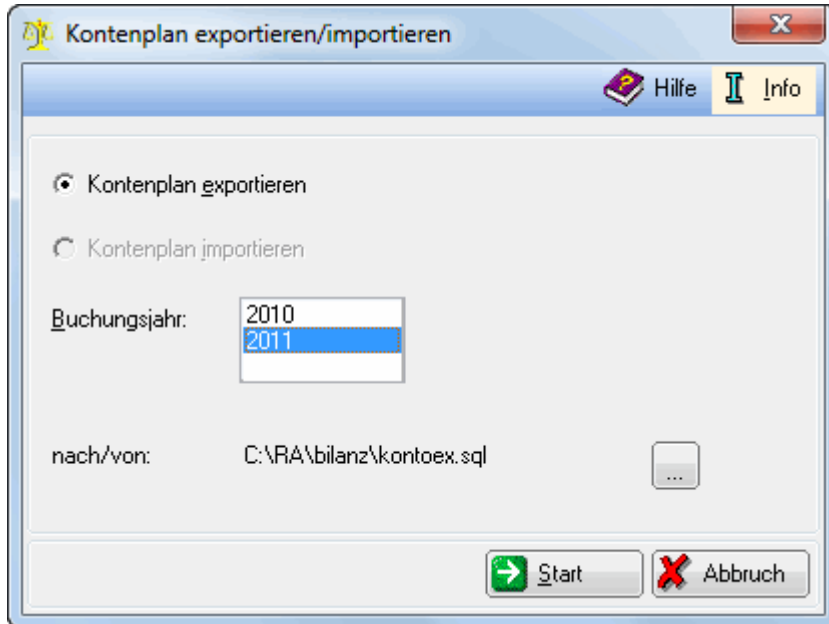 Kontenplan exportieren/importieren
Hilfe Info
Kontenplan exportieren
Kontenplan importieren
Buchungsjahr: 2010
2011
nach/von: C:\RA\bilanz\kontoex.sql ...
Start Abbruch